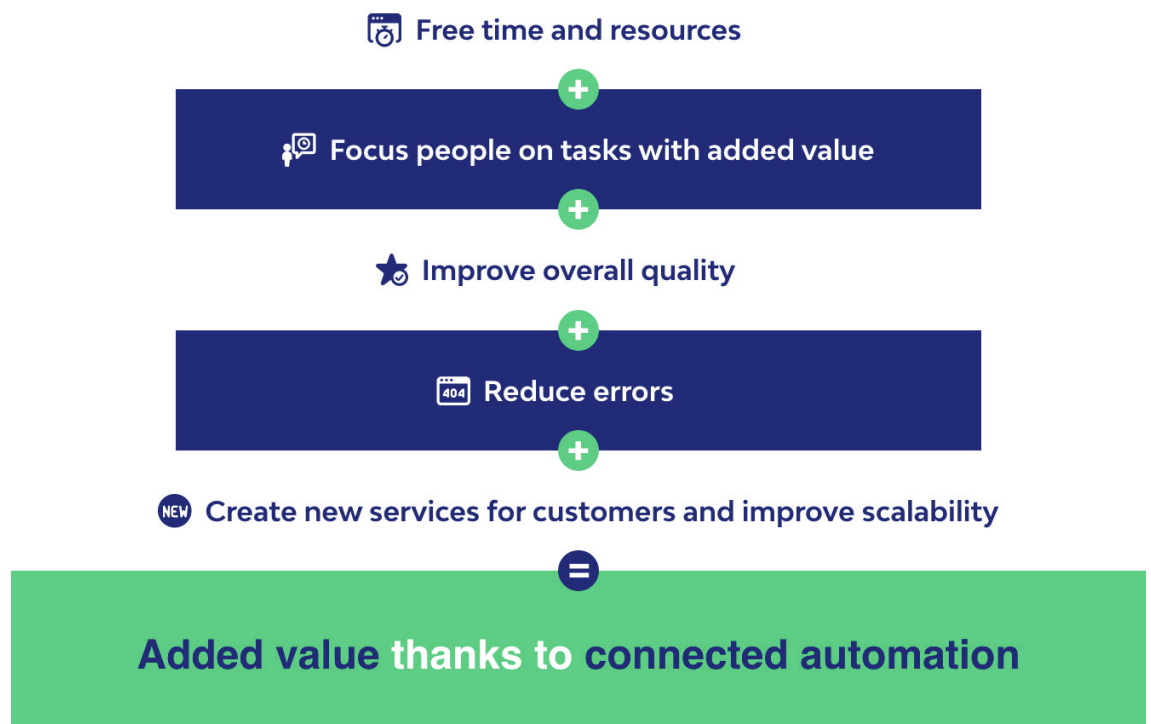 Free time and resources
+
Focus people on tasks with added value
+
Improve overall quality
+
404 Reduce errors
+
NEW Create new services for customers and improve scalability
=
Added value thanks to connected automation